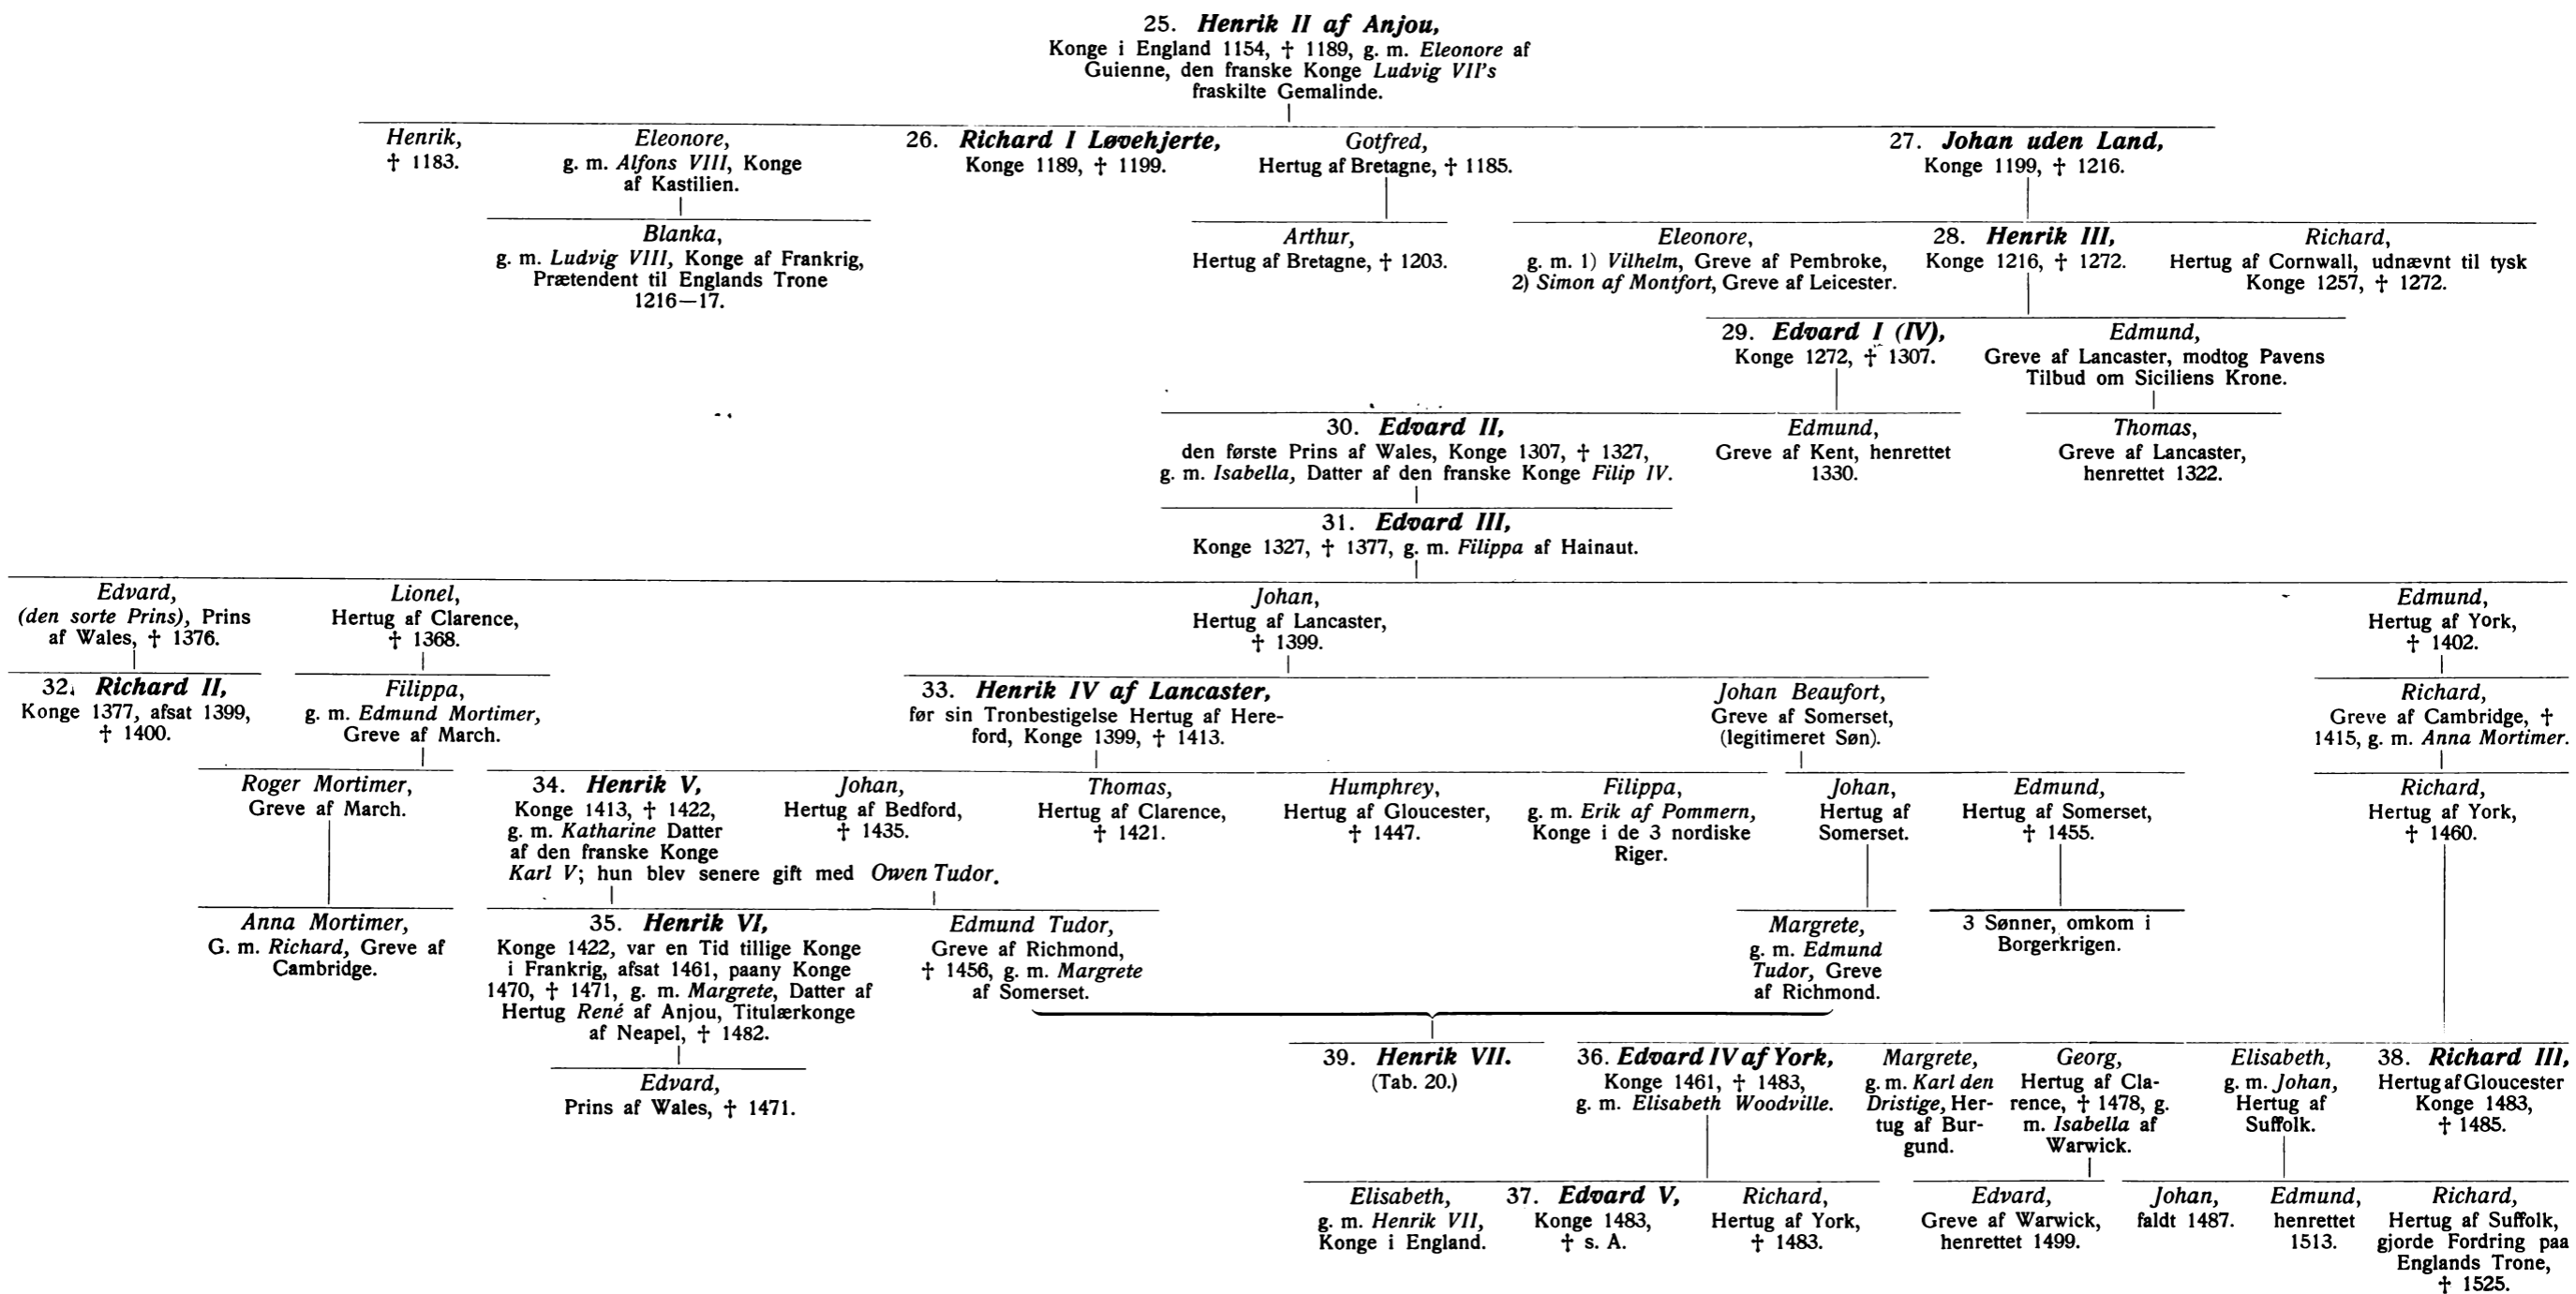 25. Henrik II af Anjou,
Konge i England 1154, † 1189, g. m. Eleonore af
Guienne, den franske Konge Ludvig VII's
fraskilte Gemalinde.
Henrik,
† 1183.
Eleonore,
g. m. Alfons VIII, Konge
af Kastilien.
26. Richard I Løvehjerte,
Konge 1189, † 1199.
Gotfred,
Hertug af Bretagne, † 1185.
27. Johan uden Land,
Konge 1199, † 1216.
Blanka,
g. m. Ludvig VIII, Konge af Frankrig,
Prætendent til Englands Trone
1216—17.
Arthur,
Hertug af Bretagne, † 1203.
Eleonore,
g. m. 1) Vilhelm, Greve af Pembroke,
2) Simon af Montfort, Greve af Leicester.
28. Henrik III,
Konge 1216, † 1272.
Richard,
Hertug af Cornwall, udnævnt til tysk
Konge 1257, † 1272.
29. Edvard I (IV),
Konge 1272, † 1307.
Edmund,
Greve af Lancaster, modtog Pavens
Tilbud om Siciliens Krone.
30. Edvard II,
den første Prins af Wales, Konge 1307, † 1327,
g. m. Isabella, Datter af den franske Konge Filip IV.
Edmund,
Greve af Kent, henrettet
1330.
Thomas,
Greve af Lancaster,
henrettet 1322.
31. Edvard III,
Konge 1327, † 1377, g. m. Filippa af Hainaut.
Edvard,
(den sorte Prins), Prins
af Wales, † 1376.
Lionel,
Hertug af Clarence,
† 1368.
Johan,
Hertug af Lancaster,
† 1399.
Edmund,
Hertug af York,
† 1402.
32. Richard II,
Konge 1377, afsat 1399,
† 1400.
Filippa,
g. m. Edmund Mortimer,
Greve af March.
33. Henrik IV af Lancaster,
før sin Tronbestigelse Hertug af Here-
ford, Konge 1399, † 1413.
Johan Beaufort,
Greve af Somerset,
(legitimeret Søn).
Richard,
Greve af Cambridge, †
1415, g. m. Anna Mortimer.
Roger Mortimer,
Greve af March.
34. Henrik V,
Konge 1413, † 1422,
g. m. Katharine Datter
af den franske Konge
Karl V; hun blev senere gift med Owen Tudor.
Johan,
Hertug af Bedford,
† 1435.
Thomas,
Hertug af Clarence,
† 1421.
Humphrey,
Hertug af Gloucester,
† 1447.
Filippa,
g. m. Erik af Pommern,
Konge i de 3 nordiske
Riger.
Johan,
Hertug af
Somerset.
Edmund,
Hertug af Somerset,
† 1455.
Richard,
Hertug af York,
† 1460.
Anna Mortimer,
G. m. Richard, Greve af
Cambridge.
35. Henrik VI,
Konge 1422, var en Tid tillige Konge
i Frankrig, afsat 1461, paany Konge
1470, † 1471, g. m. Margrete, Datter af
Hertug René af Anjou, Titulærkonge
af Neapel, † 1482.
Edmund Tudor,
Greve af Richmond,
† 1456, g. m. Margrete
af Somerset.
Margrete,
g. m. Edmund
Tudor, Greve
af Richmond.
3 Sønner, omkom i
Borgerkrigen.
Edvard,
Prins af Wales, † 1471.
39. Henrik VII.
(Tab. 20.)
36. Edvard IV af York,
Konge 1461, † 1483,
g. m. Elisabeth Woodville.
Margrete,
g. m. Karl den
Dristige, Her-
tug af Bur-
gund.
Georg,
Hertug af Cla-
rence, † 1478, g.
m. Isabella af
Warwick.
Elisabeth,
g. m. Johan,
Hertug af
Suffolk.
38. Richard III,
Hertug af Gloucester
Konge 1483,
† 1485.
Elisabeth,
g. m. Henrik VII,
Konge i England.
37. Edvard V,
Konge 1483,
† s. A.
Richard,
Hertug af York,
† 1483.
Edvard,
Greve af Warwick,
henrettet 1499.
Johan,
faldt 1487.
Edmund,
henrettet
1513.
Richard,
Hertug af Suffolk,
gjorde Fordring paa
Englands Trone,
† 1525.